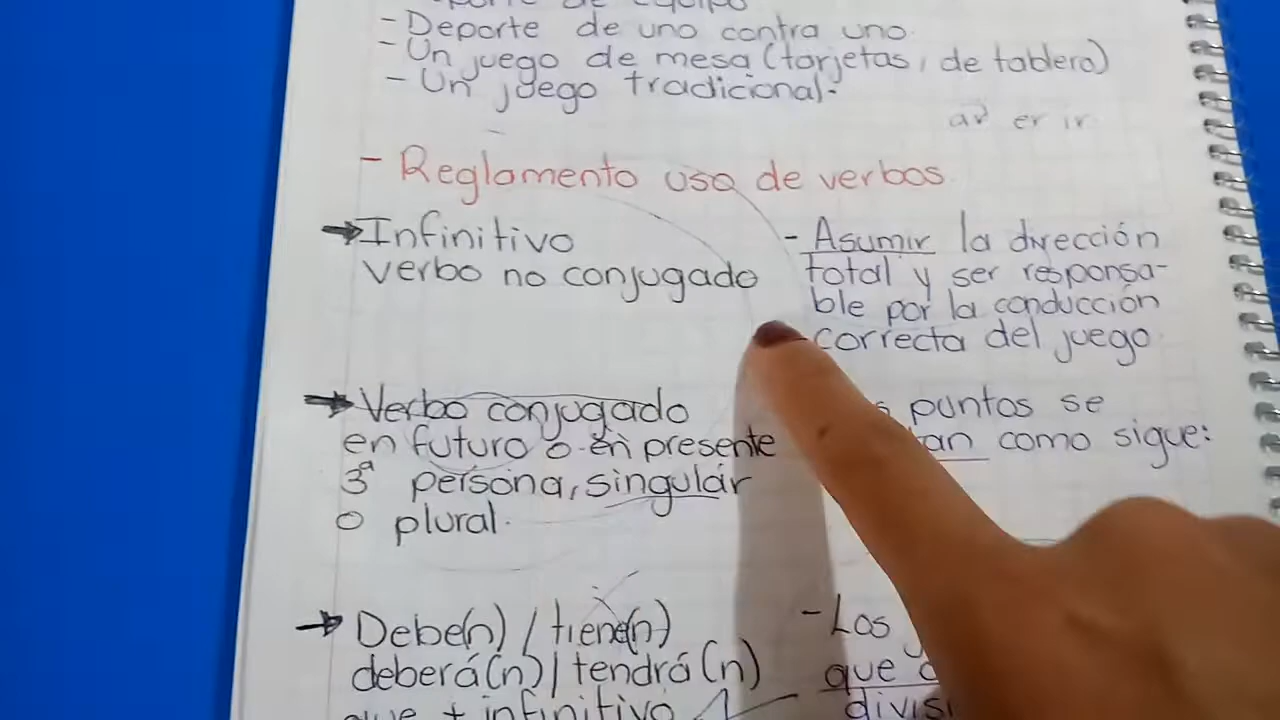 - Deporte de uno contra uno.
- Un juego de mesa (tarjetas, de tablero)
- Un juego tradicional.
ar er ir
- Reglamento uso de verbos.
→ Infinitivo
verbo no conjugado
- Asumir la dirección
total y ser responsa-
ble por la conducción
correcta del juego.
→ Verbo conjugado
en futuro o en presente
3ª persona, singular
o plural.
puntos se
como sigue:
→ Debe(n) / tiene(n)
deberá(n) / tendrá(n)
que + infinitivo
- Los
que